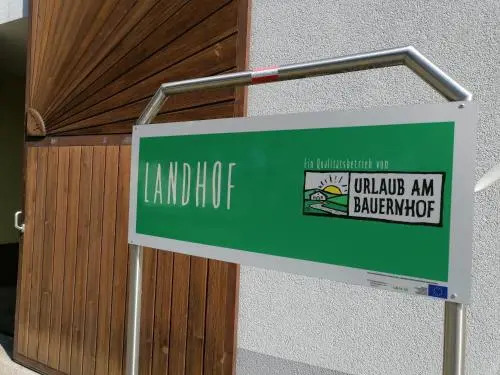 LANDHOF
Ein Qualitätsbetrieb von
URLAUB AM
BAUERNHOF